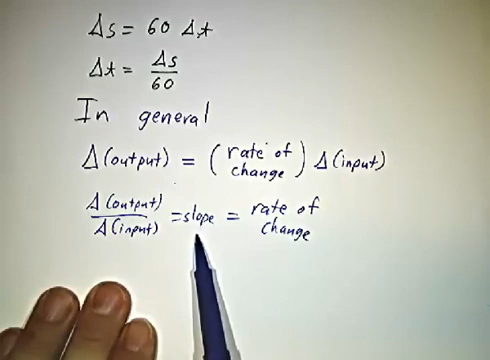 Δs = 60 Δt
Δt = Δs/60
In general
Δ(output) = (rate of change) Δ(input)
Δ(output)/Δ(input) = slope = rate of change